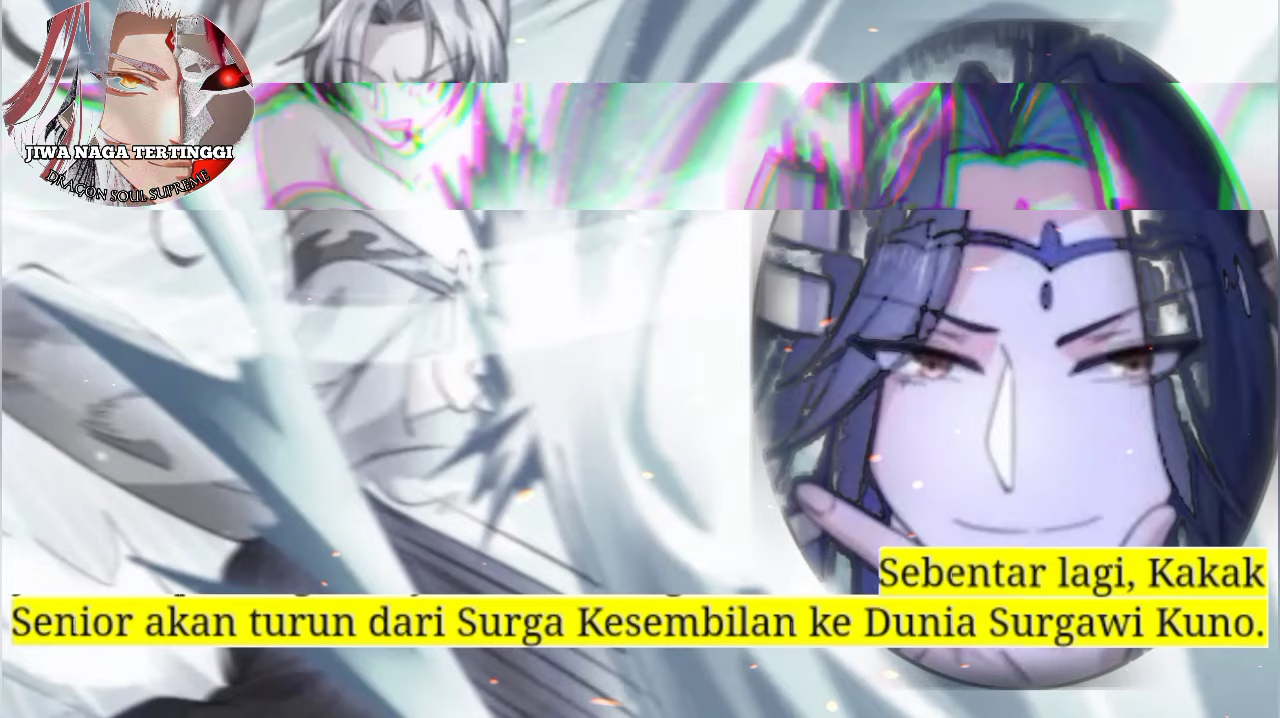 JIWA NAGA TERTINGGI
DRAGON SOUL SUPREME
Sebentar lagi, Kakak
Senior akan turun dari Surga Kesembilan ke Dunia Surgawi Kuno.